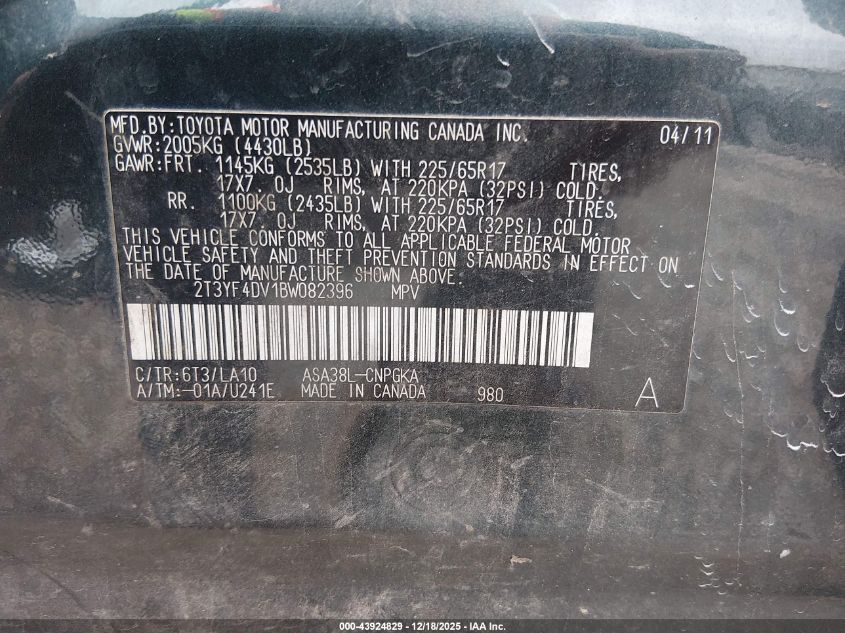 MFD.BY:TOYOTA MOTOR MANUFACTURING CANADA INC. 04/11
GVWR:2005KG (4430LB)
GAWR:FRT. 1145KG (2535LB) WITH 225/65R17 TIRES,
17X7.0J RIMS, AT 220KPA (32PSI) COLD.
RR. 1100KG (2435LB) WITH 225/65R17 TIRES,
17X7.0J RIMS, AT 220KPA (32PSI) COLD.
THIS VEHICLE CONFORMS TO ALL APPLICABLE FEDERAL MOTOR
VEHICLE SAFETY AND THEFT PREVENTION STANDARDS IN EFFECT ON
THE DATE OF MANUFACTURE SHOWN ABOVE.
2T3YF4DV1BW082396 MPV
C/TR:6T3/LA10 ASA38L-CNPGKA
A/TM:-01A/U241E MADE IN CANADA 980 A
000-43924829 - 12/18/2025 - IAA Inc.